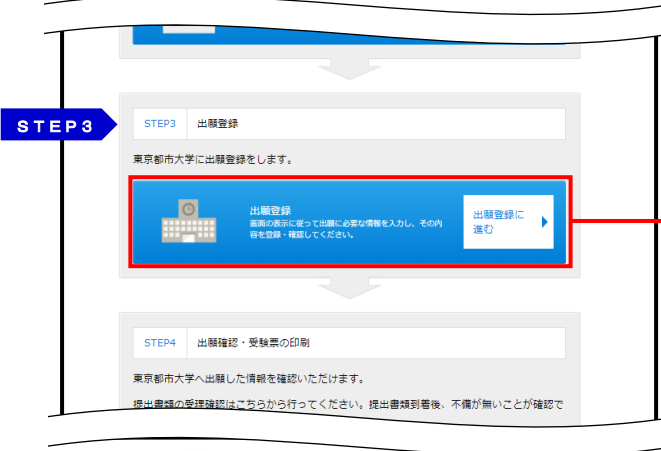 STEP3
STEP3 出願登録
東京都市大学に出願登録をします。
出願登録
画面の表示に従って出願に必要な情報を入力し、その内
容を登録・確認してください。
出願登録に
進む
STEP4 出願確認・受験票の印刷
東京都市大学へ出願した情報を確認いただけます。
提出書類の受理確認はこちらから行ってください。提出書類到着後、不備が無いことが確認で